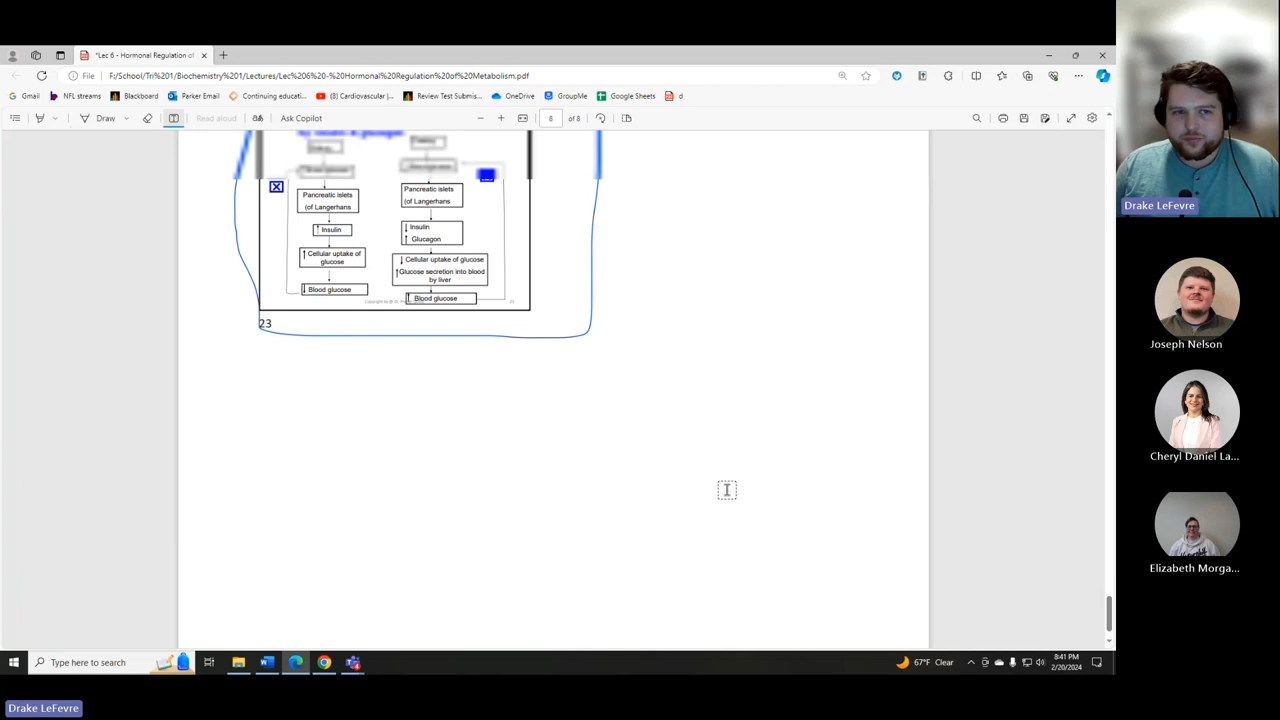 *Lec 6 - Hormonal Regulation of
File
F:/School/Tri%201/Biochemistry%201/Lectures/Lec%206%20-%20Hormonal%20Regulation%20of%20Metabolism.pdf
Gmail
NFL streams
Blackboard
Parker Email
Continuing educati...
(8) Cardiovascular |...
Review Test Submis...
OneDrive
GroupMe
Google Sheets
d
Draw
Read aloud
Ask Copilot
8
of 8
Pancreatic islets
(of Langerhans
↑ Insulin
↑ Cellular uptake of
glucose
↓ Blood glucose
Pancreatic islets
(of Langerhans
↓ Insulin
↑ Glucagon
↓ Cellular uptake of glucose
↑Glucose secretion into blood
by liver
↑ Blood glucose
23
Drake LeFevre
Joseph Nelson
Cheryl Daniel La...
Elizabeth Morga...
Type here to search
67°F Clear
8:41 PM
2/20/2024
Drake LeFevre